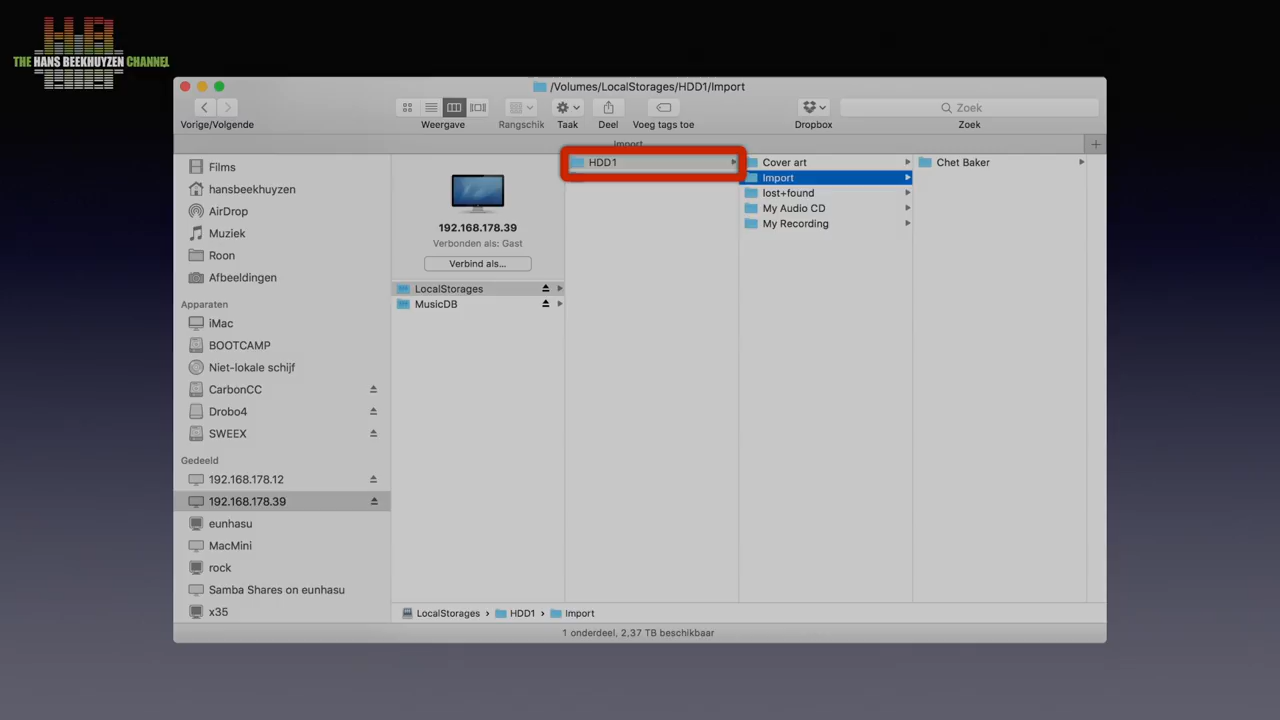 THE HANS BEEKHUYZEN CHANNEL
/Volumes/LocalStorages/HDD1/Import
Vorige/Volgende
Weergave
Rangschik
Taak
Deel
Voeg tags toe
Dropbox
Zoek
Zoek
Import
Films
hansbeekhuyzen
AirDrop
Muziek
Roon
Afbeeldingen
Apparaten
iMac
BOOTCAMP
Niet-lokale schijf
CarbonCC
Drobo4
SWEEX
Gedeeld
192.168.178.12
192.168.178.39
eunhasu
MacMini
rock
Samba Shares on eunhasu
x35
192.168.178.39
Verbonden als: Gast
Verbind als...
LocalStorages
MusicDB
HDD1
Cover art
Import
lost+found
My Audio CD
My Recording
Chet Baker
LocalStorages › HDD1 › Import
1 onderdeel, 2,37 TB beschikbaar